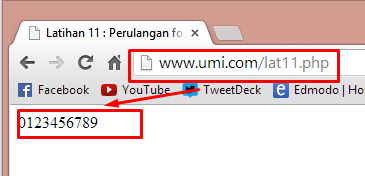 Latihan 11 : Perulangan fo
www.umi.com/lat11.php
Facebook YouTube TweetDeck Edmodo | Ho
0123456789